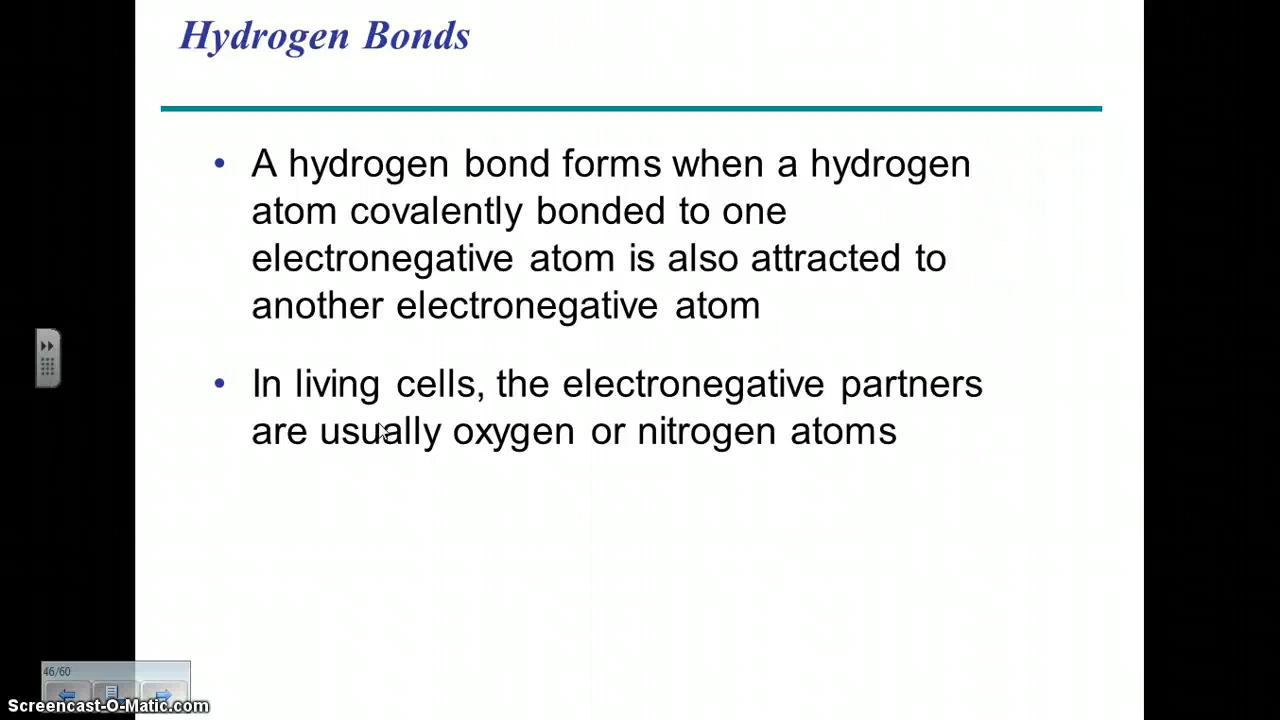 Hydrogen Bonds
• A hydrogen bond forms when a hydrogen
atom covalently bonded to one
electronegative atom is also attracted to
another electronegative atom
• In living cells, the electronegative partners
are usually oxygen or nitrogen atoms
46/60
Screencast-O-Matic.com